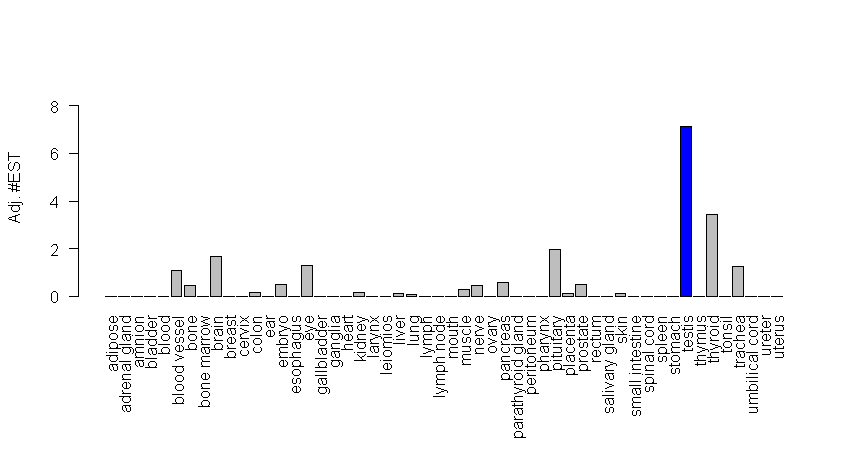 Adj. #EST
8
6
4
2
0
adipose
adrenal gland
amnion
bladder
blood
blood vessel
bone
bone marrow
brain
breast
cervix
colon
ear
embryo
esophagus
eye
gallbladder
ganglia
heart
kidney
larynx
leiomios
liver
lung
lymph
lymph node
mouth
muscle
nerve
ovary
pancreas
parathyroid gland
peritoneum
pharynx
pituitary
placenta
prostate
rectum
salivary gland
skin
small intestine
spinal cord
spleen
stomach
testis
thymus
thyroid
tonsil
trachea
umbilical cord
ureter
uterus